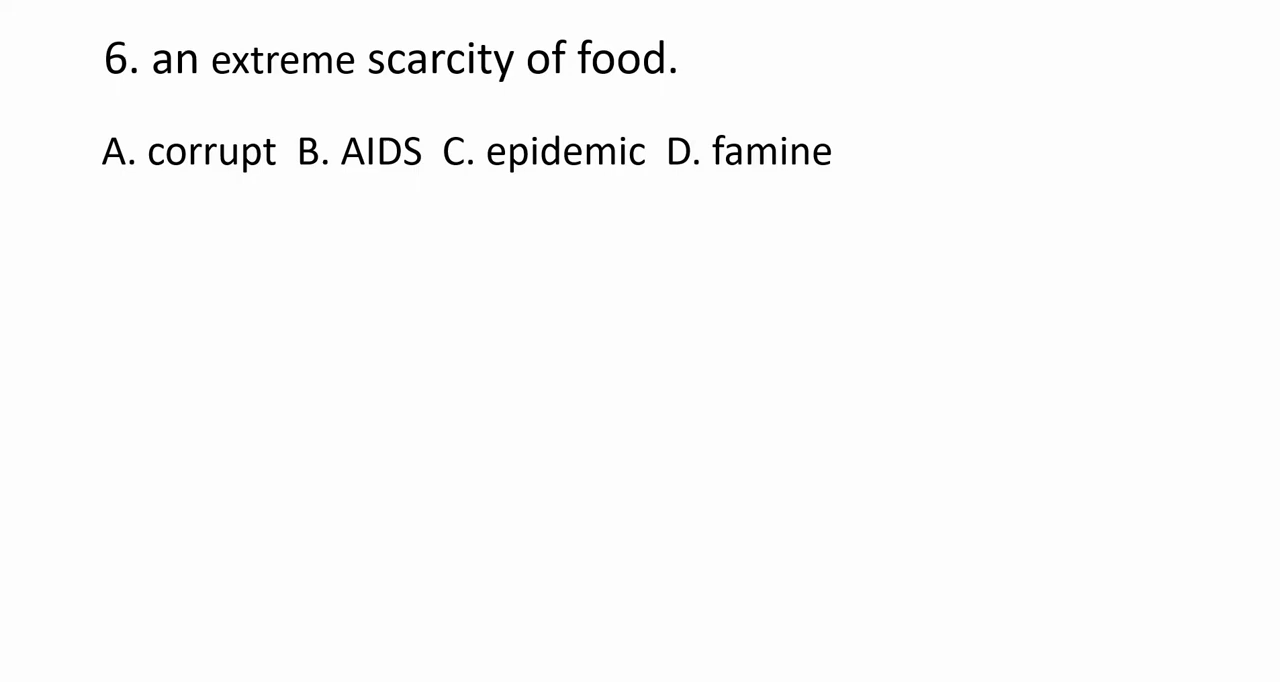 6. an extreme scarcity of food.
A. corrupt B. AIDS C. epidemic D. famine